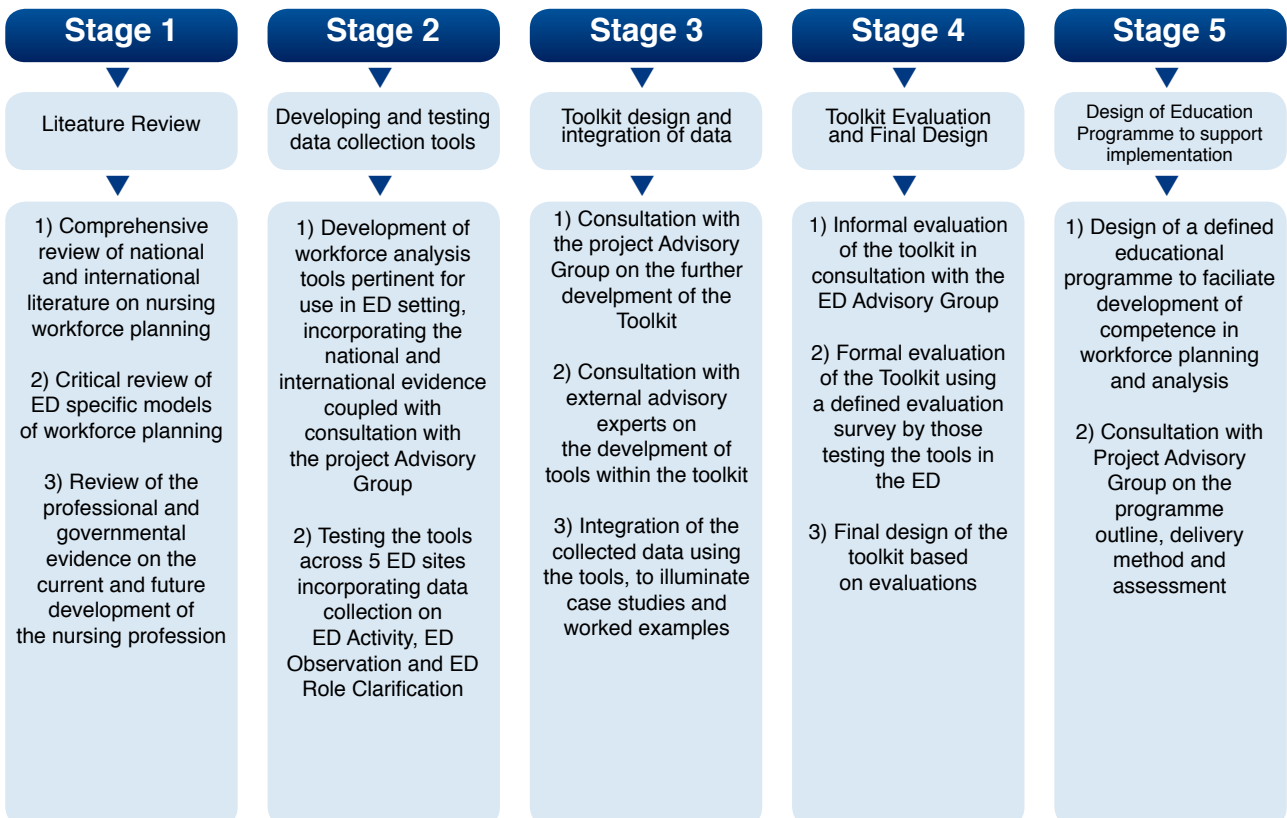 Stage 1
Liteature Review
1) Comprehensive
review of national
and international
literature on nursing
workforce planning
2) Critical review of
ED specific models
of workforce planning
3) Review of the
professional and
governmental
evidence on the
current and future
development of
the nursing profession
Stage 2
Developing and testing
data collection tools
1) Development of
workforce analysis
tools pertinent for
use in ED setting,
incorporating the
national and
international evidence
coupled with
consultation with
the project Advisory
Group
2) Testing the tools
across 5 ED sites
incorporating data
collection on
ED Activity, ED
Observation and ED
Role Clarification
Stage 3
Toolkit design and
integration of data
1) Consultation with
the project Advisory
Group on the further
develpment of the
Toolkit
2) Consultation with
external advisory
experts on
the develpment of
tools within the toolkit
3) Integration of the
collected data using
the tools, to illuminate
case studies and
worked examples
Stage 4
Toolkit Evaluation
and Final Design
1) Informal evaluation
of the toolkit in
consultation with the
ED Advisory Group
2) Formal evaluation
of the Toolkit using
a defined evaluation
survey by those
testing the tools in
the ED
3) Final design of the
toolkit based
on evaluations
Stage 5
Design of Education
Programme to support
implementation
1) Design of a defined
educational
programme to faciliate
development of
competence in
workforce planning
and analysis
2) Consultation with
Project Advisory
Group on the
programme
outline, delivery
method and
assessment